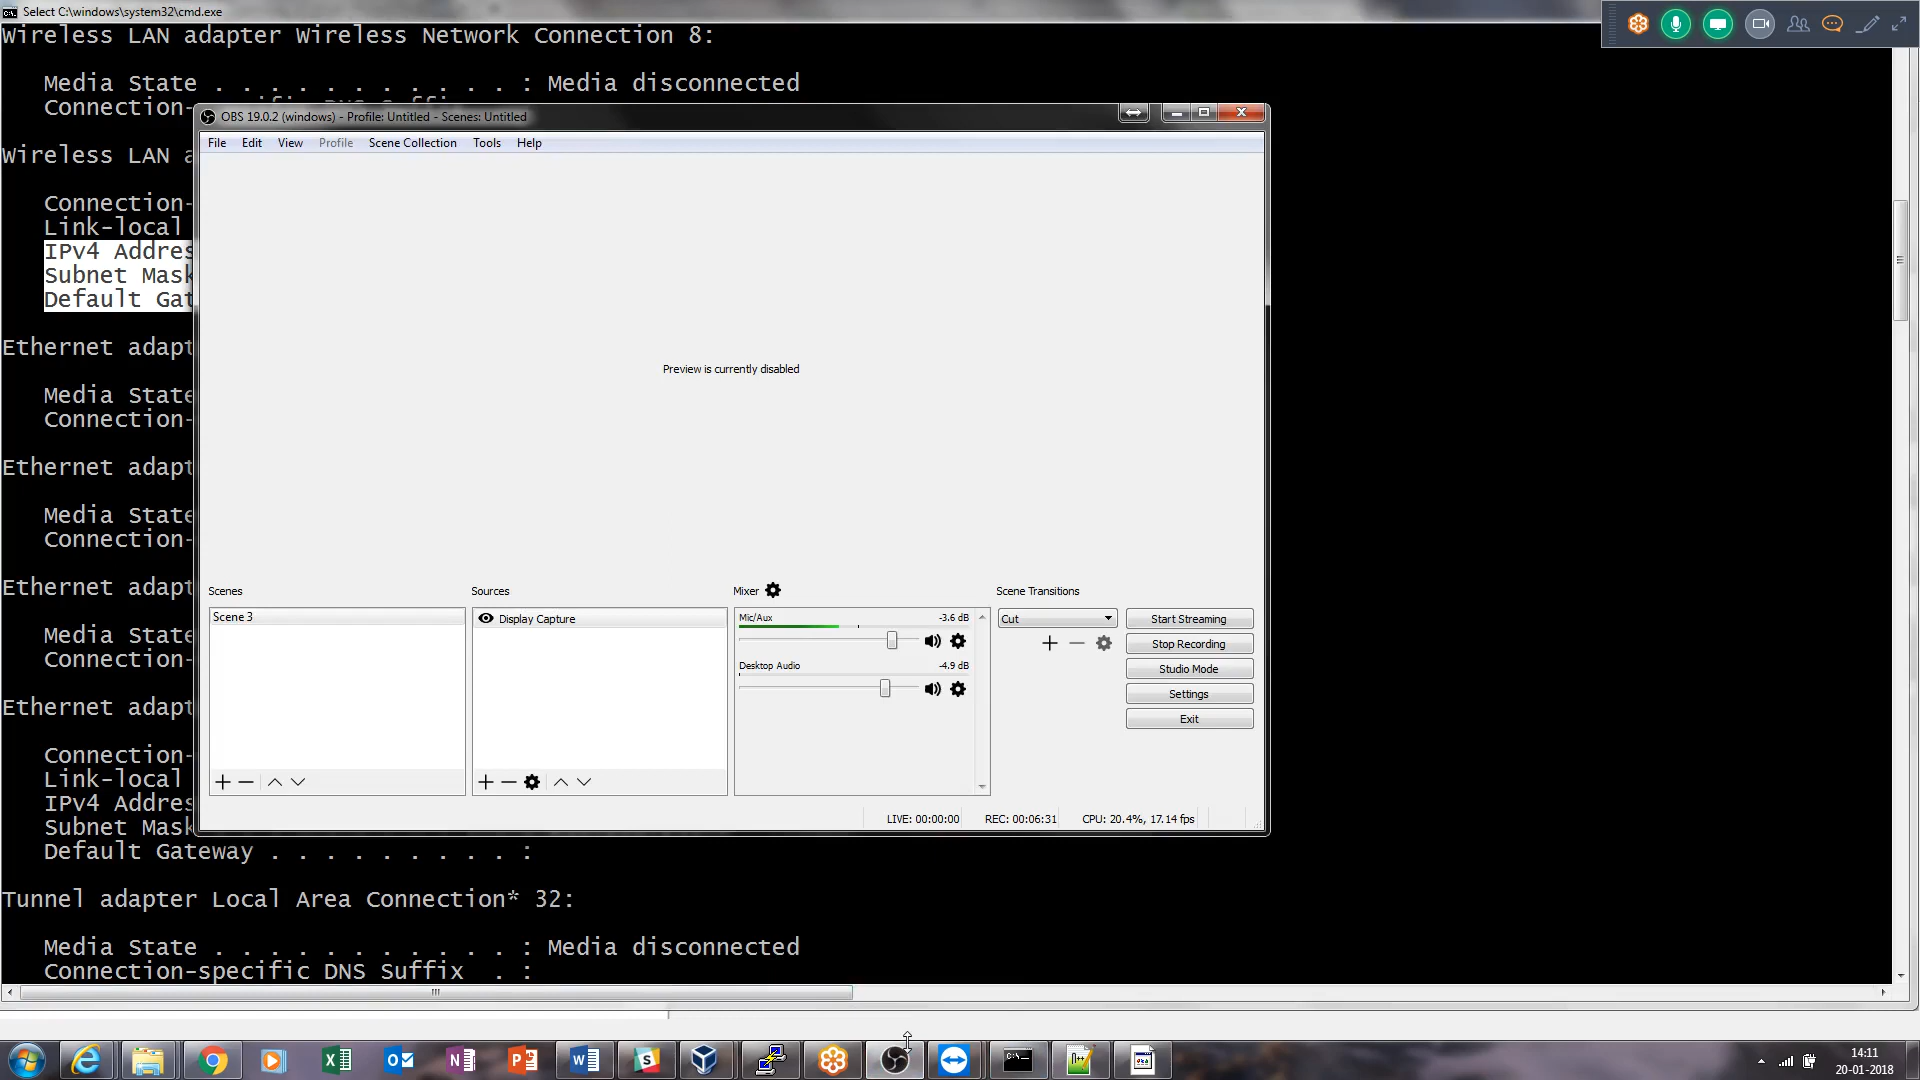 Select C:\windows\system32\cmd.exe
Wireless LAN adapter Wireless Network Connection 8:
Media State . . . . . . . . . . . : Media disconnected
Connection-
Wireless LAN a
Connection-
Link-local
IPv4 Addres
Subnet Mask
Default Gat
Ethernet adapt
Media State
Connection-
Ethernet adapt
Media State
Connection-
Ethernet adapt
Media State
Connection-
Ethernet adapt
Connection-
Link-local
IPv4 Addres
Subnet Mask
Default Gateway . . . . . . . . . :
Tunnel adapter Local Area Connection* 32:
Media State . . . . . . . . . . . : Media disconnected
Connection-specific DNS Suffix  . :
OBS 19.0.2 (windows) - Profile: Untitled - Scenes: Untitled
File Edit View Profile Scene Collection Tools Help
Preview is currently disabled
Scenes
Scene 3
Sources
Display Capture
Mixer
Mic/Aux -3.6 dB
Desktop Audio -4.9 dB
Scene Transitions
Cut
Start Streaming
Stop Recording
Studio Mode
Settings
Exit
LIVE: 00:00:00 REC: 00:06:31 CPU: 20.4%, 17.14 fps
14:11
20-01-2018